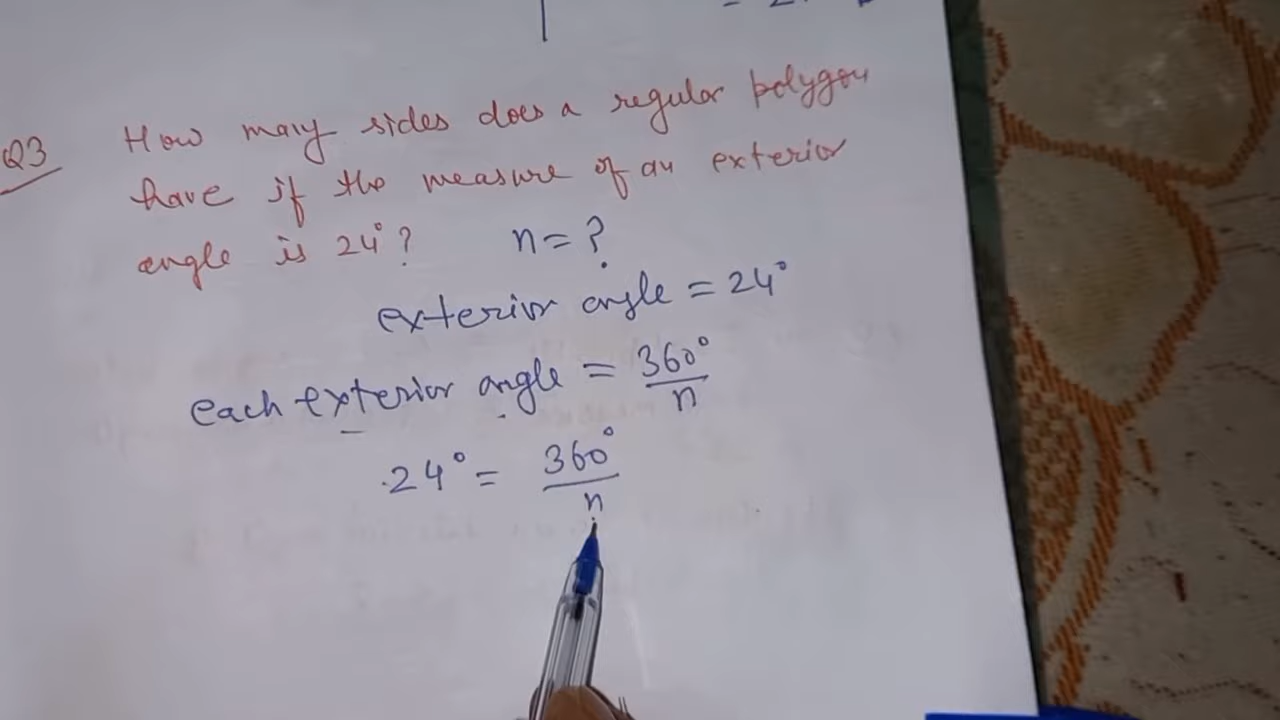 Q3 How many sides does a regular polygon
have if the measure of an exterior
angle is 24°? n = ?
exterior angle = 24°
each exterior angle = 360°/n
24° = 360°/n